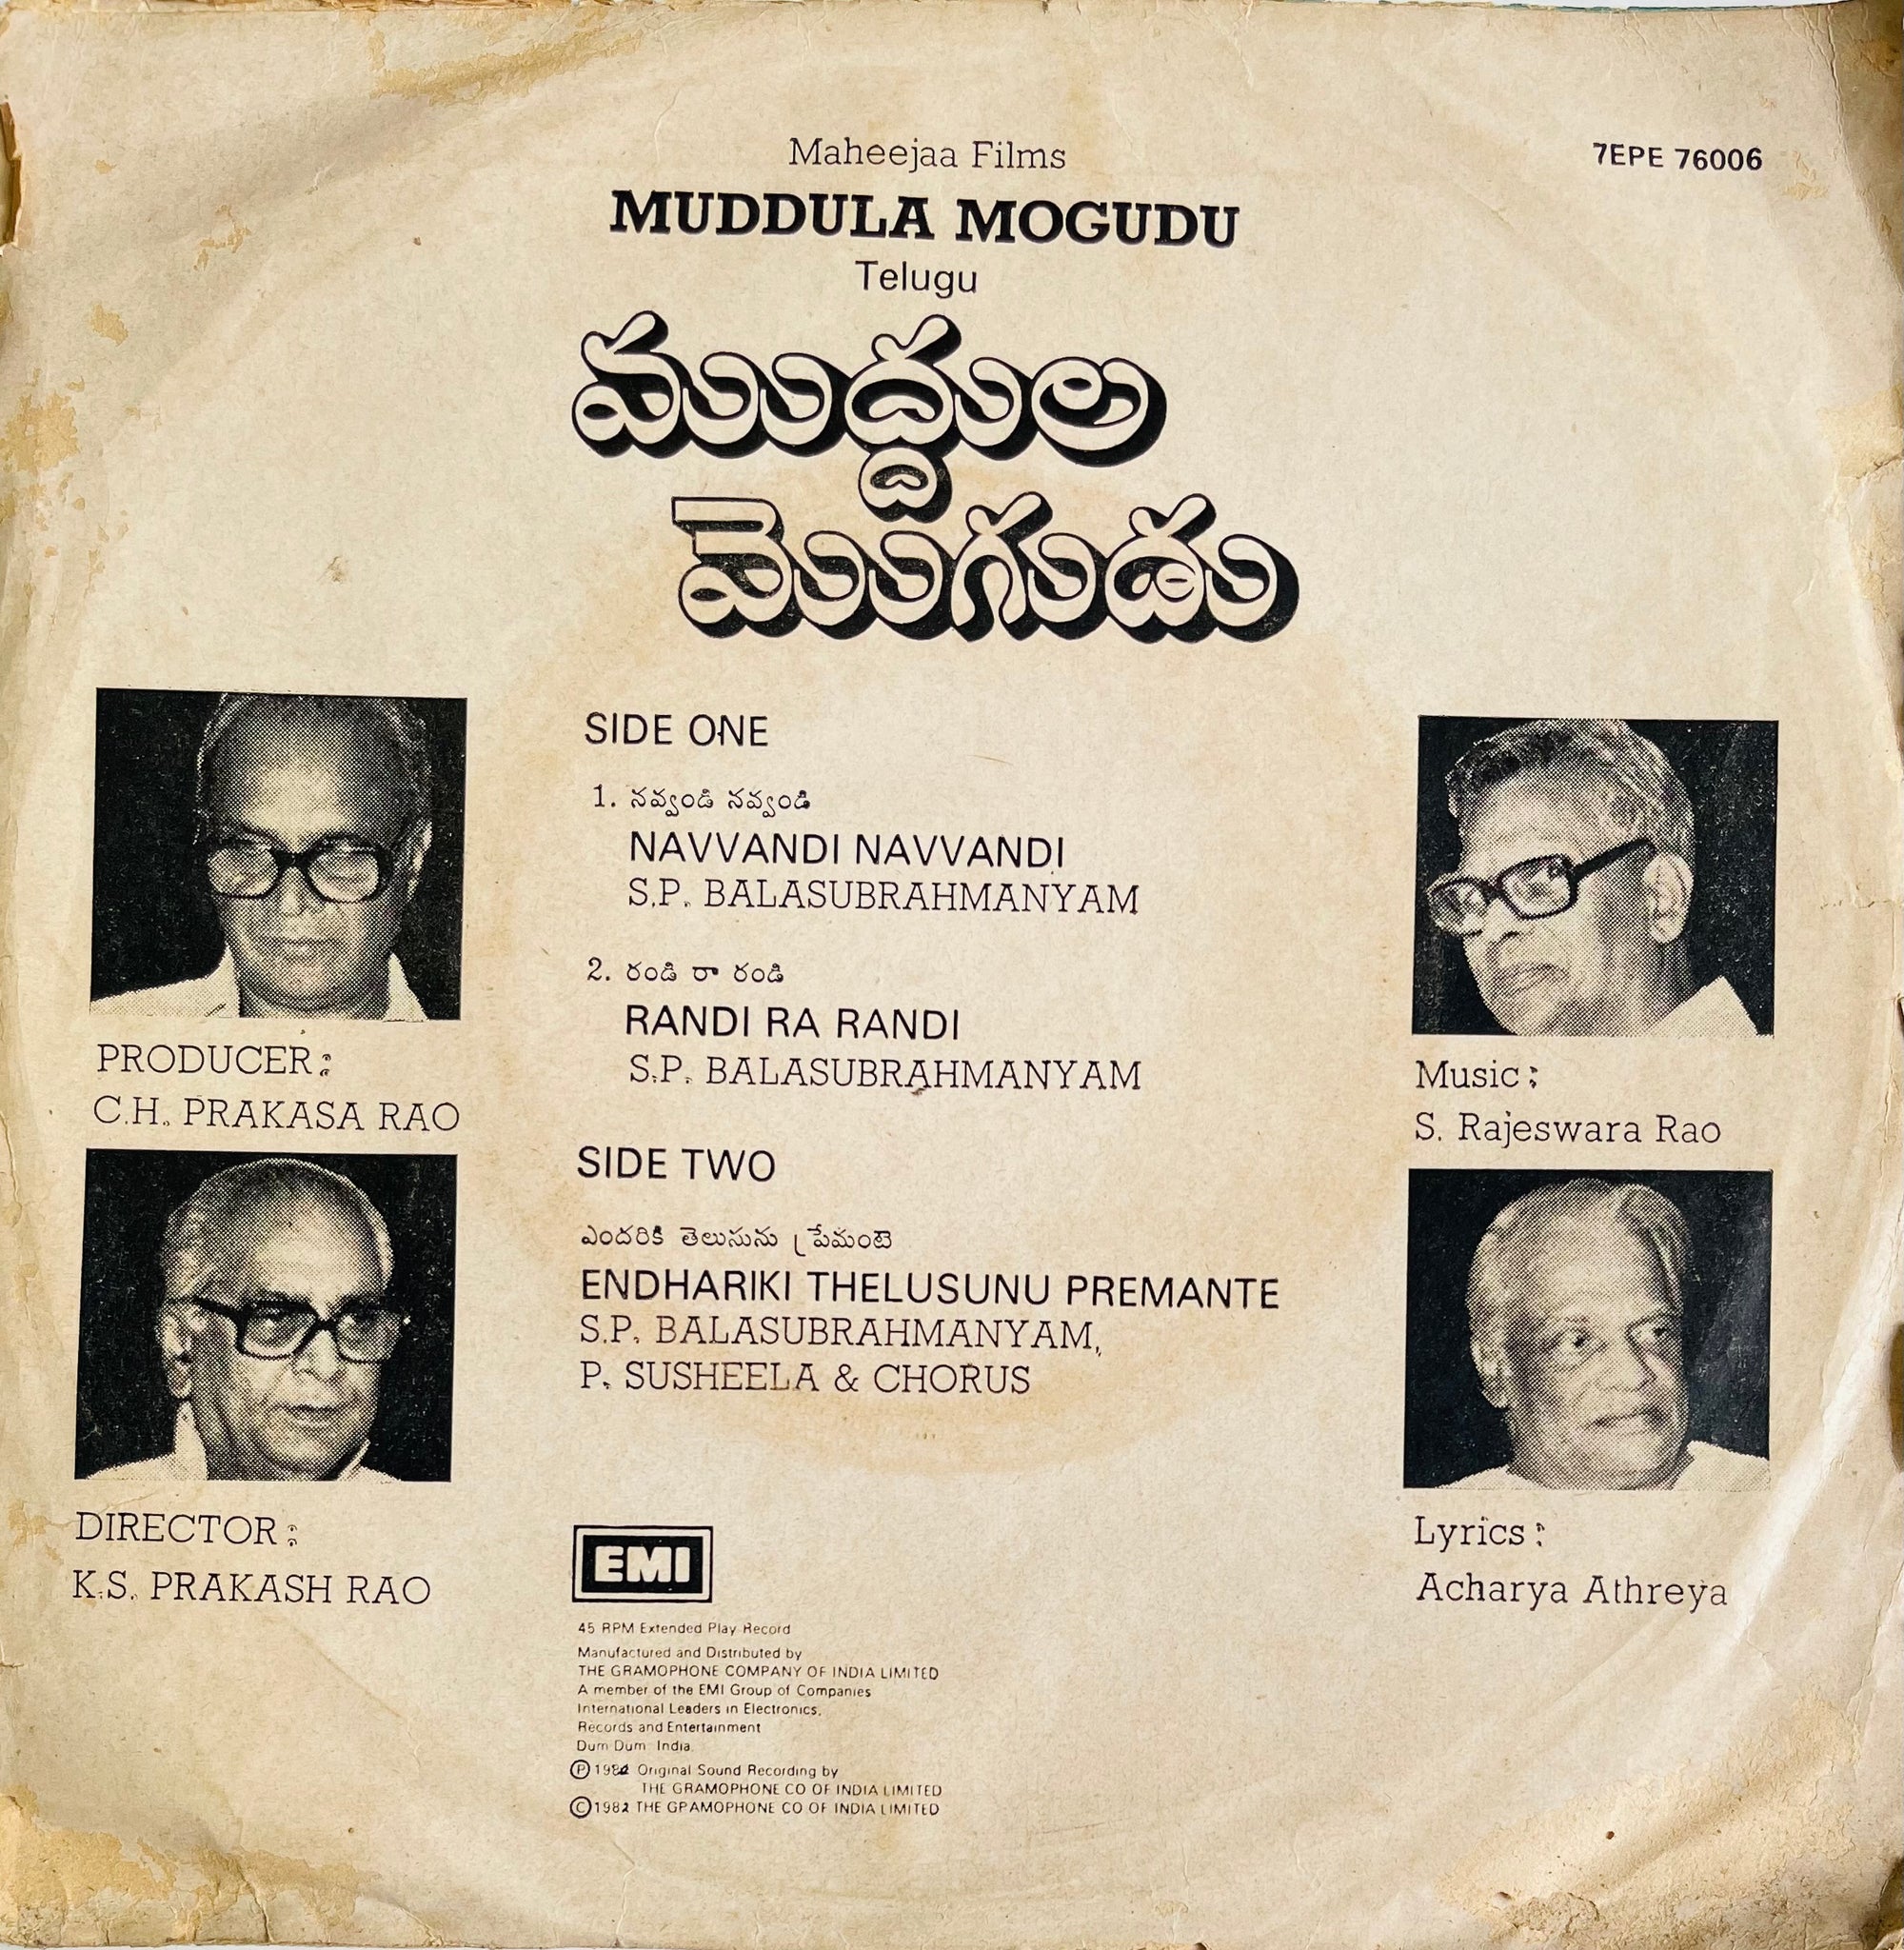 Maheejaa Films
7EPE 76006
MUDDULA MOGUDU
Telugu
ముద్దుల
మొగుడు
SIDE ONE
1. నవ్వండి నవ్వండి
NAVVANDI NAVVANDI
S.P. BALASUBRAHMANYAM
2. రండి రా రండి
RANDI RA RANDI
S.P. BALASUBRAHMANYAM
SIDE TWO
ఎందరికి తెలుసును ప్రేమంటె
ENDHARIKI THELUSUNU PREMANTE
S.P. BALASUBRAHMANYAM,
P. SUSHEELA & CHORUS
PRODUCER:
C.H. PRAKASA RAO
DIRECTOR:
K.S. PRAKASH RAO
Music:
S. Rajeswara Rao
Lyrics:
Acharya Athreya
EMI
45 RPM Extended Play Record
Manufactured and Distributed by
THE GRAMOPHONE COMPANY OF INDIA LIMITED
A member of the EMI Group of Companies
International Leaders in Electronics,
Records and Entertainment
Dum Dum India.
Ⓟ 1982 Original Sound Recording by
THE GRAMOPHONE CO OF INDIA LIMITED
© 1982 THE GRAMOPHONE CO OF INDIA LIMITED